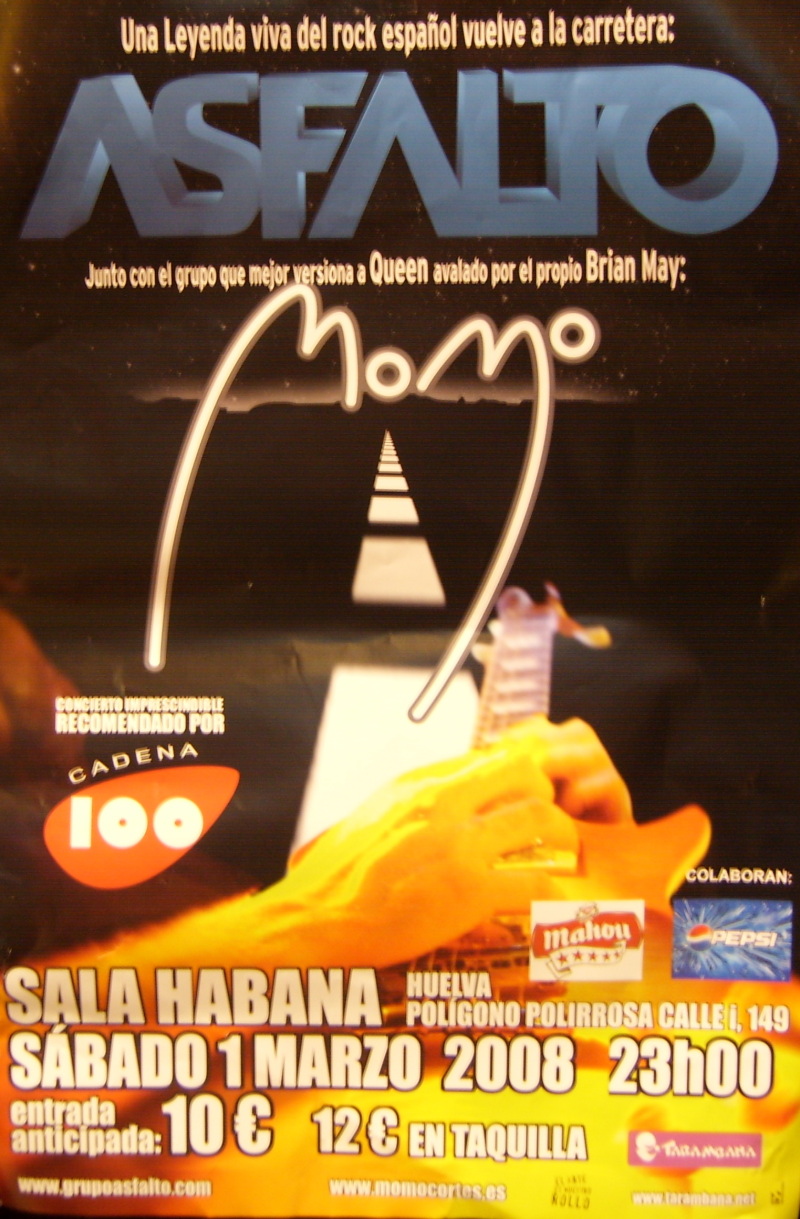 Una Leyenda viva del rock español vuelve a la carretera:
ASFALTO
Junto con el grupo que mejor versiona a Queen avalado por el propio Brian May:
MoMo
CONCIERTO IMPRESCINDIBLE
RECOMENDADO POR
CADENA
100
COLABORAN:
mahou
PEPSI
SALA HABANA
HUELVA
POLÍGONO POLIRROSA CALLE i, 149
SÁBADO 1 MARZO 2008 23h00
entrada
anticipada: 10 € 12 € EN TAQUILLA
TARAMBANA
www.grupoasfalto.com
www.momocortes.es
ROLLO
www.tarambana.net